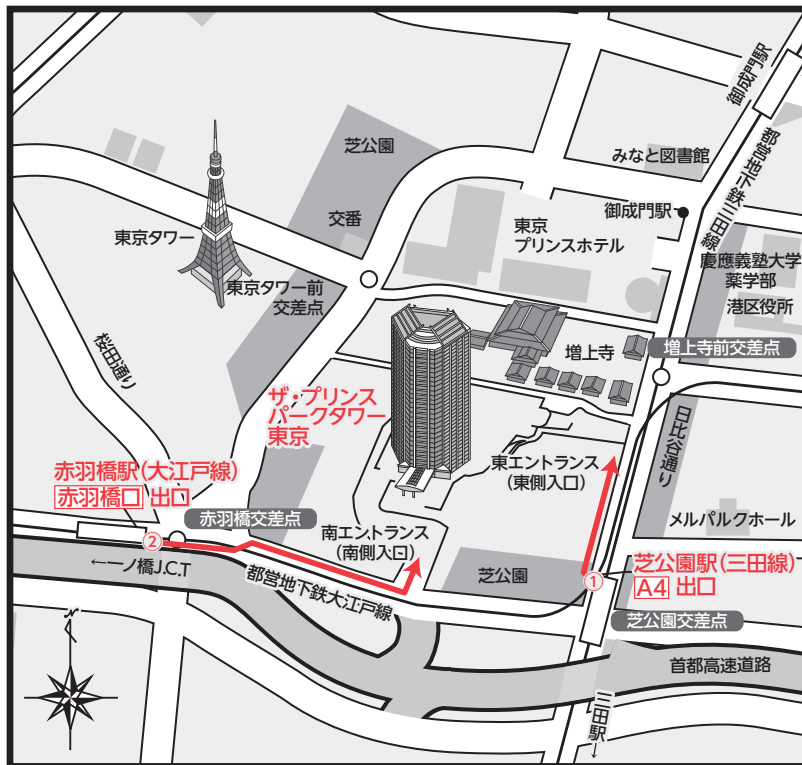 御成門駅
都営地下鉄三田線
芝公園
みなと図書館
御成門駅
交番
東京
プリンスホテル
東京タワー
慶應義塾大学
薬学部
港区役所
東京タワー前
交差点
桜田通り
増上寺
増上寺前交差点
ザ・プリンス
パークタワー
東京
日比谷通り
東エントランス
(東側入口)
赤羽橋駅(大江戸線)
赤羽橋口 出口
赤羽橋交差点
メルパルクホール
南エントランス
(南側入口)
②
←一ノ橋J.C.T
都営地下鉄大江戸線
芝公園
①
芝公園駅(三田線)
A4 出口
芝公園交差点
N
首都高速道路
三田駅→